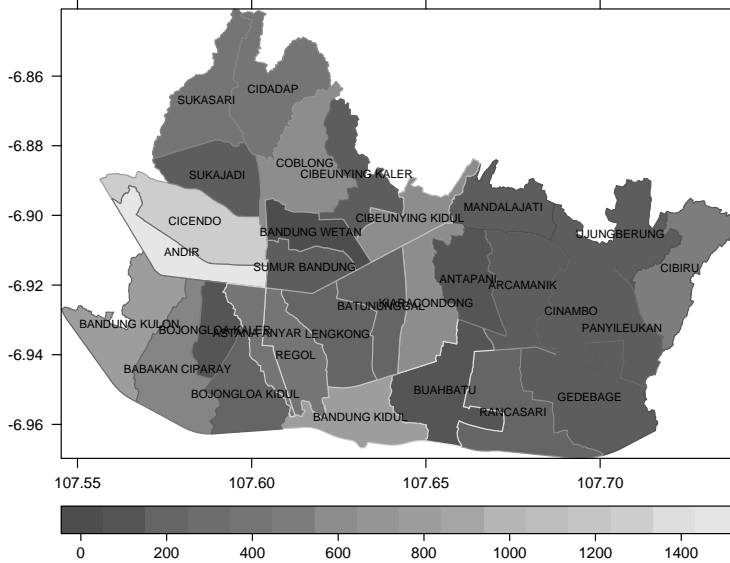 -6.86
-6.88
-6.90
-6.92
-6.94
-6.96
CIDADAP
SUKASARI
COBLONG
SUKAJADI
CIBEUNYING KALER
MANDALAJATI
CICENDO
CIBEUNYING KIDUL
BANDUNG WETAN
UJUNGBERUNG
ANDIR
SUMUR BANDUNG
CIBIRU
ANTAPANI
ARCAMANIK
BATUNUNGGAL
KIARACONDONG
CINAMBO
BANDUNG KULON
BOJONGLOA KALER
ASTANA ANYAR
LENGKONG
PANYILEUKAN
REGOL
BABAKAN CIPARAY
BOJONGLOA KIDUL
BUAHBATU
GEDEBAGE
BANDUNG KIDUL
RANCASARI
107.55 107.60 107.65 107.70
0 200 400 600 800 1000 1200 1400